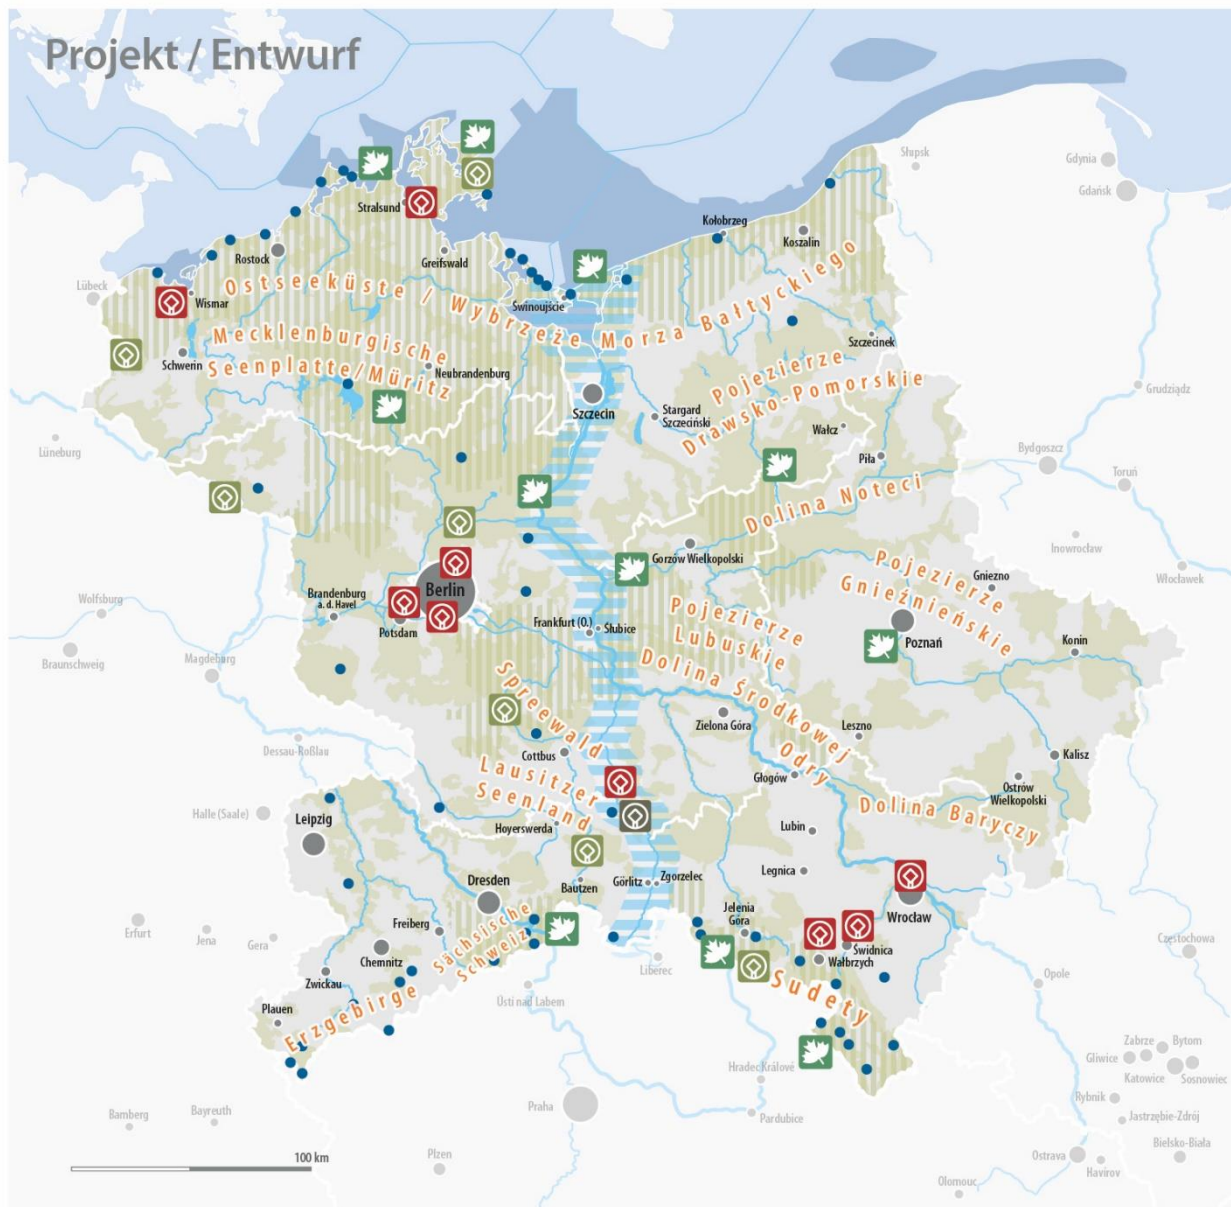 Projekt / Entwurf
Słupsk
Gdynia
Gdańsk
Stralsund
Kołobrzeg
Koszalin
Rostock
Greifswald
Lübeck
Wismar
Świnoujście
Ostseeküste / Wybrzeże Morza Bałtyckiego
Mecklenburgische
Seenplatte/Müritz
Schwerin
Neubrandenburg
Szczecinek
Pojezierze
Drawsko-Pomorskie
Grudziądz
Szczecin
Stargard
Szczeciński
Wałcz
Lüneburg
Piła
Bydgoszcz
Toruń
Dolina Noteci
Gorzów Wielkopolski
Inowrocław
Włocławek
Pojezierze
Gnieźnieńskie
Gniezno
Berlin
Brandenburg
a. d. Havel
Potsdam
Wolfsburg
Braunschweig
Magdeburg
Frankfurt (O.)
Słubice
Pojezierze
Lubuskie
Poznań
Konin
Dolina Środkowej
Odry
Spreewald
Zielona Góra
Leszno
Dessau-Roßlau
Cottbus
Kalisz
Głogów
Ostrów
Wielkopolski
Lausitzer
Seenland
Dolina Baryczy
Halle (Saale)
Leipzig
Hoyerswerda
Lubin
Legnica
Dresden
Bautzen
Görlitz
Zgorzelec
Wrocław
Jelenia
Góra
Erfurt
Jena
Gera
Freiberg
Sächsische
Schweiz
Chemnitz
Świdnica
Wałbrzych
Częstochowa
Liberec
Zwickau
Ústí nad Labem
Opole
Sudety
Plauen
Erzgebirge
Zabrze
Bytom
Gliwice
Katowice
Sosnowiec
Hradec Králové
Rybnik
Praha
Pardubice
Jastrzębie-Zdrój
Bamberg
Bayreuth
Bielsko-Biała
Plzen
Ostrava
Havirov
Olomouc
100 km